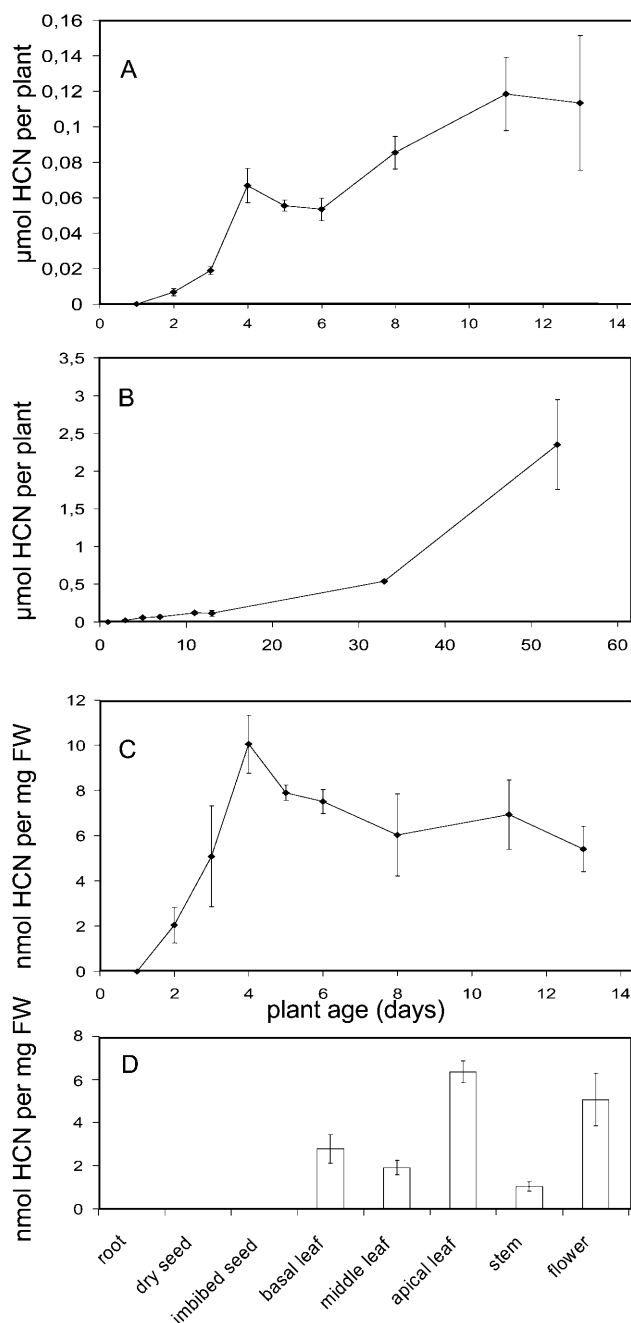 0,16
0,14
0,12
0,1
0,08
0,06
0,04
0,02
0
A
µmol HCN per plant
0 2 4 6 8 10 12 14
3,5
3
2,5
2
1,5
1
0,5
0
B
µmol HCN per plant
0 10 20 30 40 50 60
12
10
8
6
4
2
0
C
nmol HCN per mg FW
0 2 4 6 8 10 12 14
plant age (days)
8
6
4
2
0
D
nmol HCN per mg FW
root
dry seed
imbibed seed
basal leaf
middle leaf
apical leaf
stem
flower